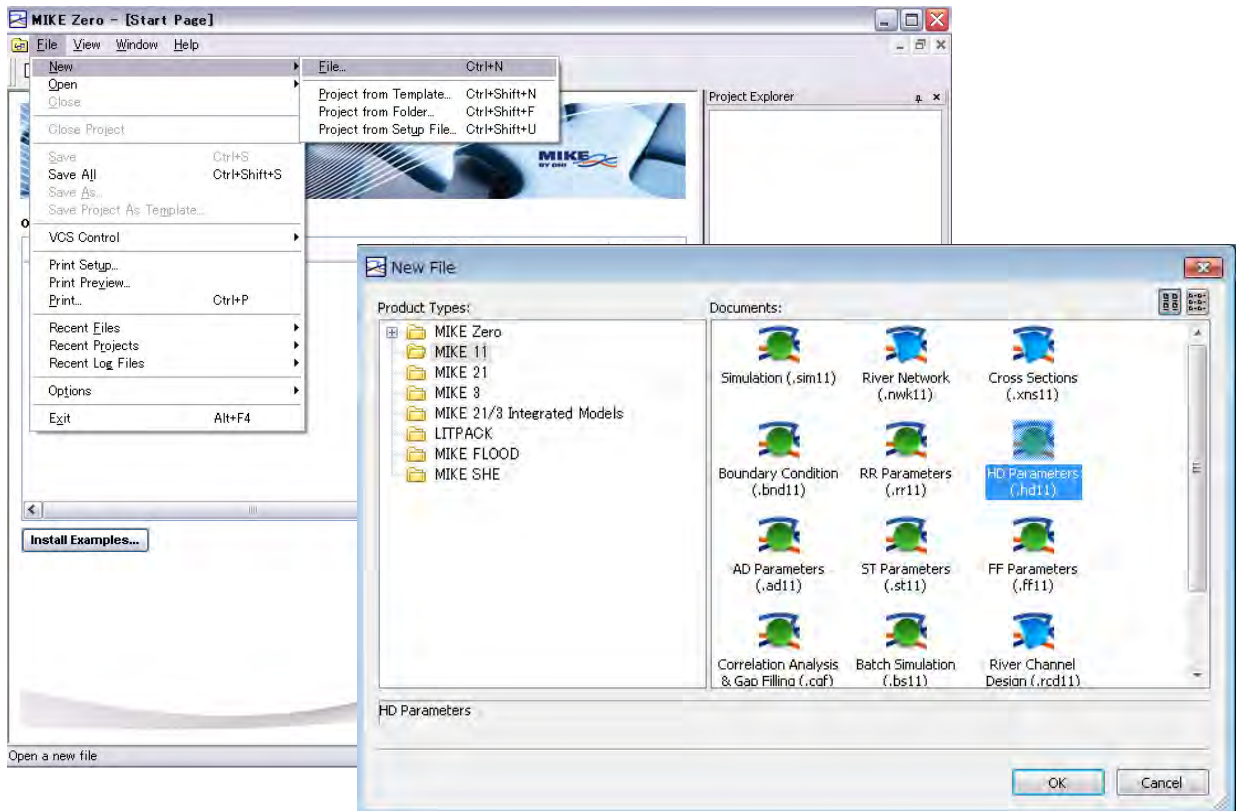 MIKE Zero - [Start Page]
File View Window Help
New
Open
Close
Close Project
Save Ctrl+S
Save All Ctrl+Shift+S
Save As...
Save Project As Template...
VCS Control
Print Setup...
Print Preview...
Print... Ctrl+P
Recent Files
Recent Projects
Recent Log Files
Options
Exit Alt+F4
File... Ctrl+N
Project from Template... Ctrl+Shift+N
Project from Folder... Ctrl+Shift+F
Project from Setup File... Ctrl+Shift+U
MIKE
BY DHI
Project Explorer
Install Examples...
Open a new file
New File
Product Types:
MIKE Zero
MIKE 11
MIKE 21
MIKE 3
MIKE 21/3 Integrated Models
LITPACK
MIKE FLOOD
MIKE SHE
Documents:
Simulation (.sim11)
River Network
(.nwk11)
Cross Sections
(.xns11)
Boundary Condition
(.bnd11)
RR Parameters
(.rr11)
HD Parameters
(.hd11)
AD Parameters
(.ad11)
ST Parameters
(.st11)
FF Parameters
(.ff11)
Correlation Analysis
& Gap Filling (.cgf)
Batch Simulation
(.bs11)
River Channel
Design (.rcd11)
HD Parameters
OK Cancel